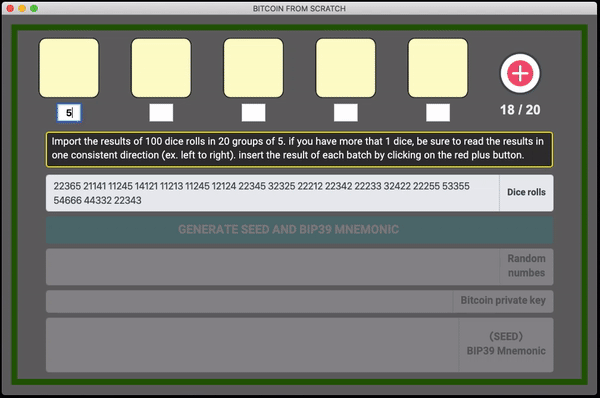 BITCOIN FROM SCRATCH
5
18 / 20
Import the results of 100 dice rolls in 20 groups of 5. if you have more that 1 dice, be sure to read the results in
one consistent direction (ex. left to right). insert the result of each batch by clicking on the red plus button.
22365 21141 11245 14121 11213 11245 12124 22345 32325 22212 22342 22233 32422 22255 53355
54666 44332 22343
Dice rolls
GENERATE SEED AND BIP39 MNEMONIC
Random
numbes
Bitcoin private key
(SEED)
BIP39 Mnemonic